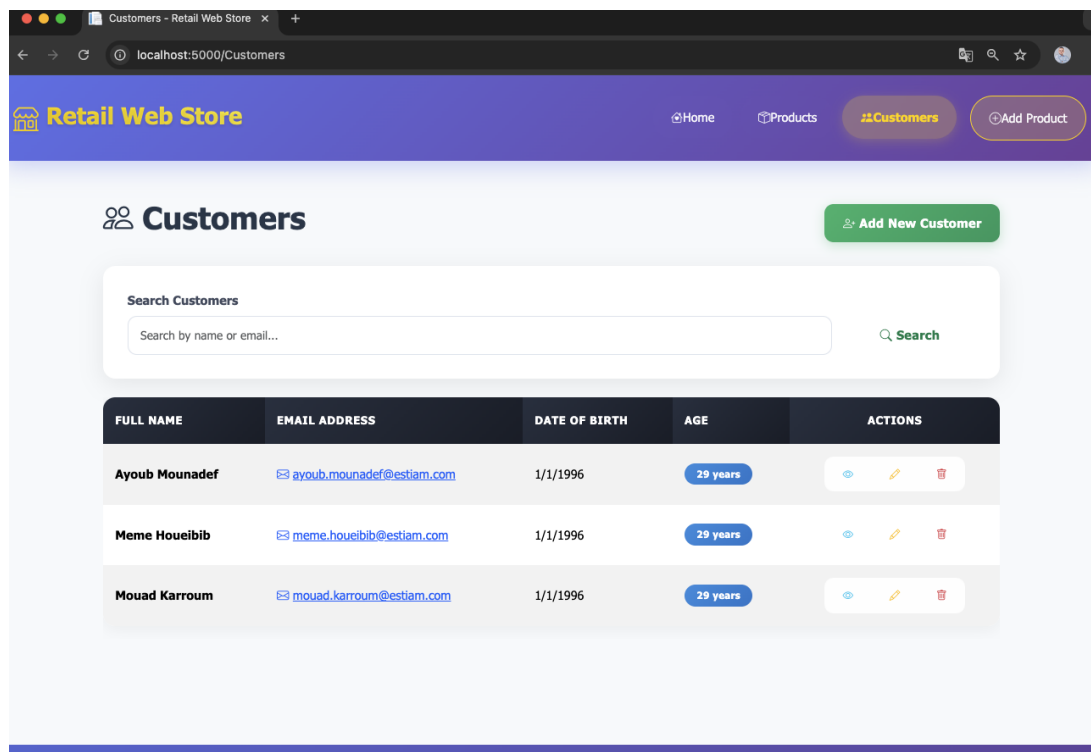 Customers - Retail Web Store
localhost:5000/Customers
Retail Web Store
Home Products Customers Add Product
Customers
Add New Customer
Search Customers
Search by name or email...
Search
FULL NAME EMAIL ADDRESS DATE OF BIRTH AGE ACTIONS
Ayoub Mounadef ayoub.mounadef@estiam.com 1/1/1996 29 years
Meme Houeibib meme.houeibib@estiam.com 1/1/1996 29 years
Mouad Karroum mouad.karroum@estiam.com 1/1/1996 29 years